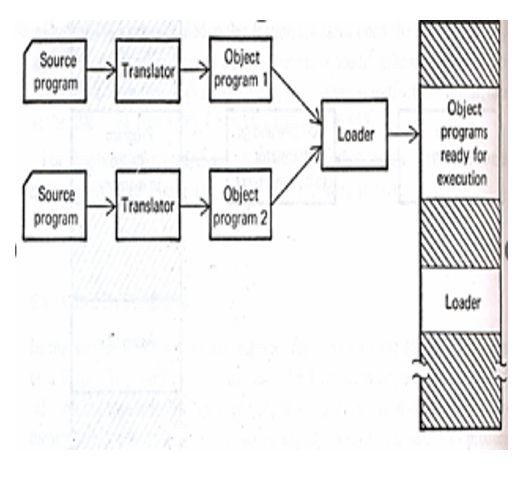 Source
program
Translator
Object
program 1
Source
program
Translator
Object
program 2
Loader
Object
programs
ready for
execution
Loader